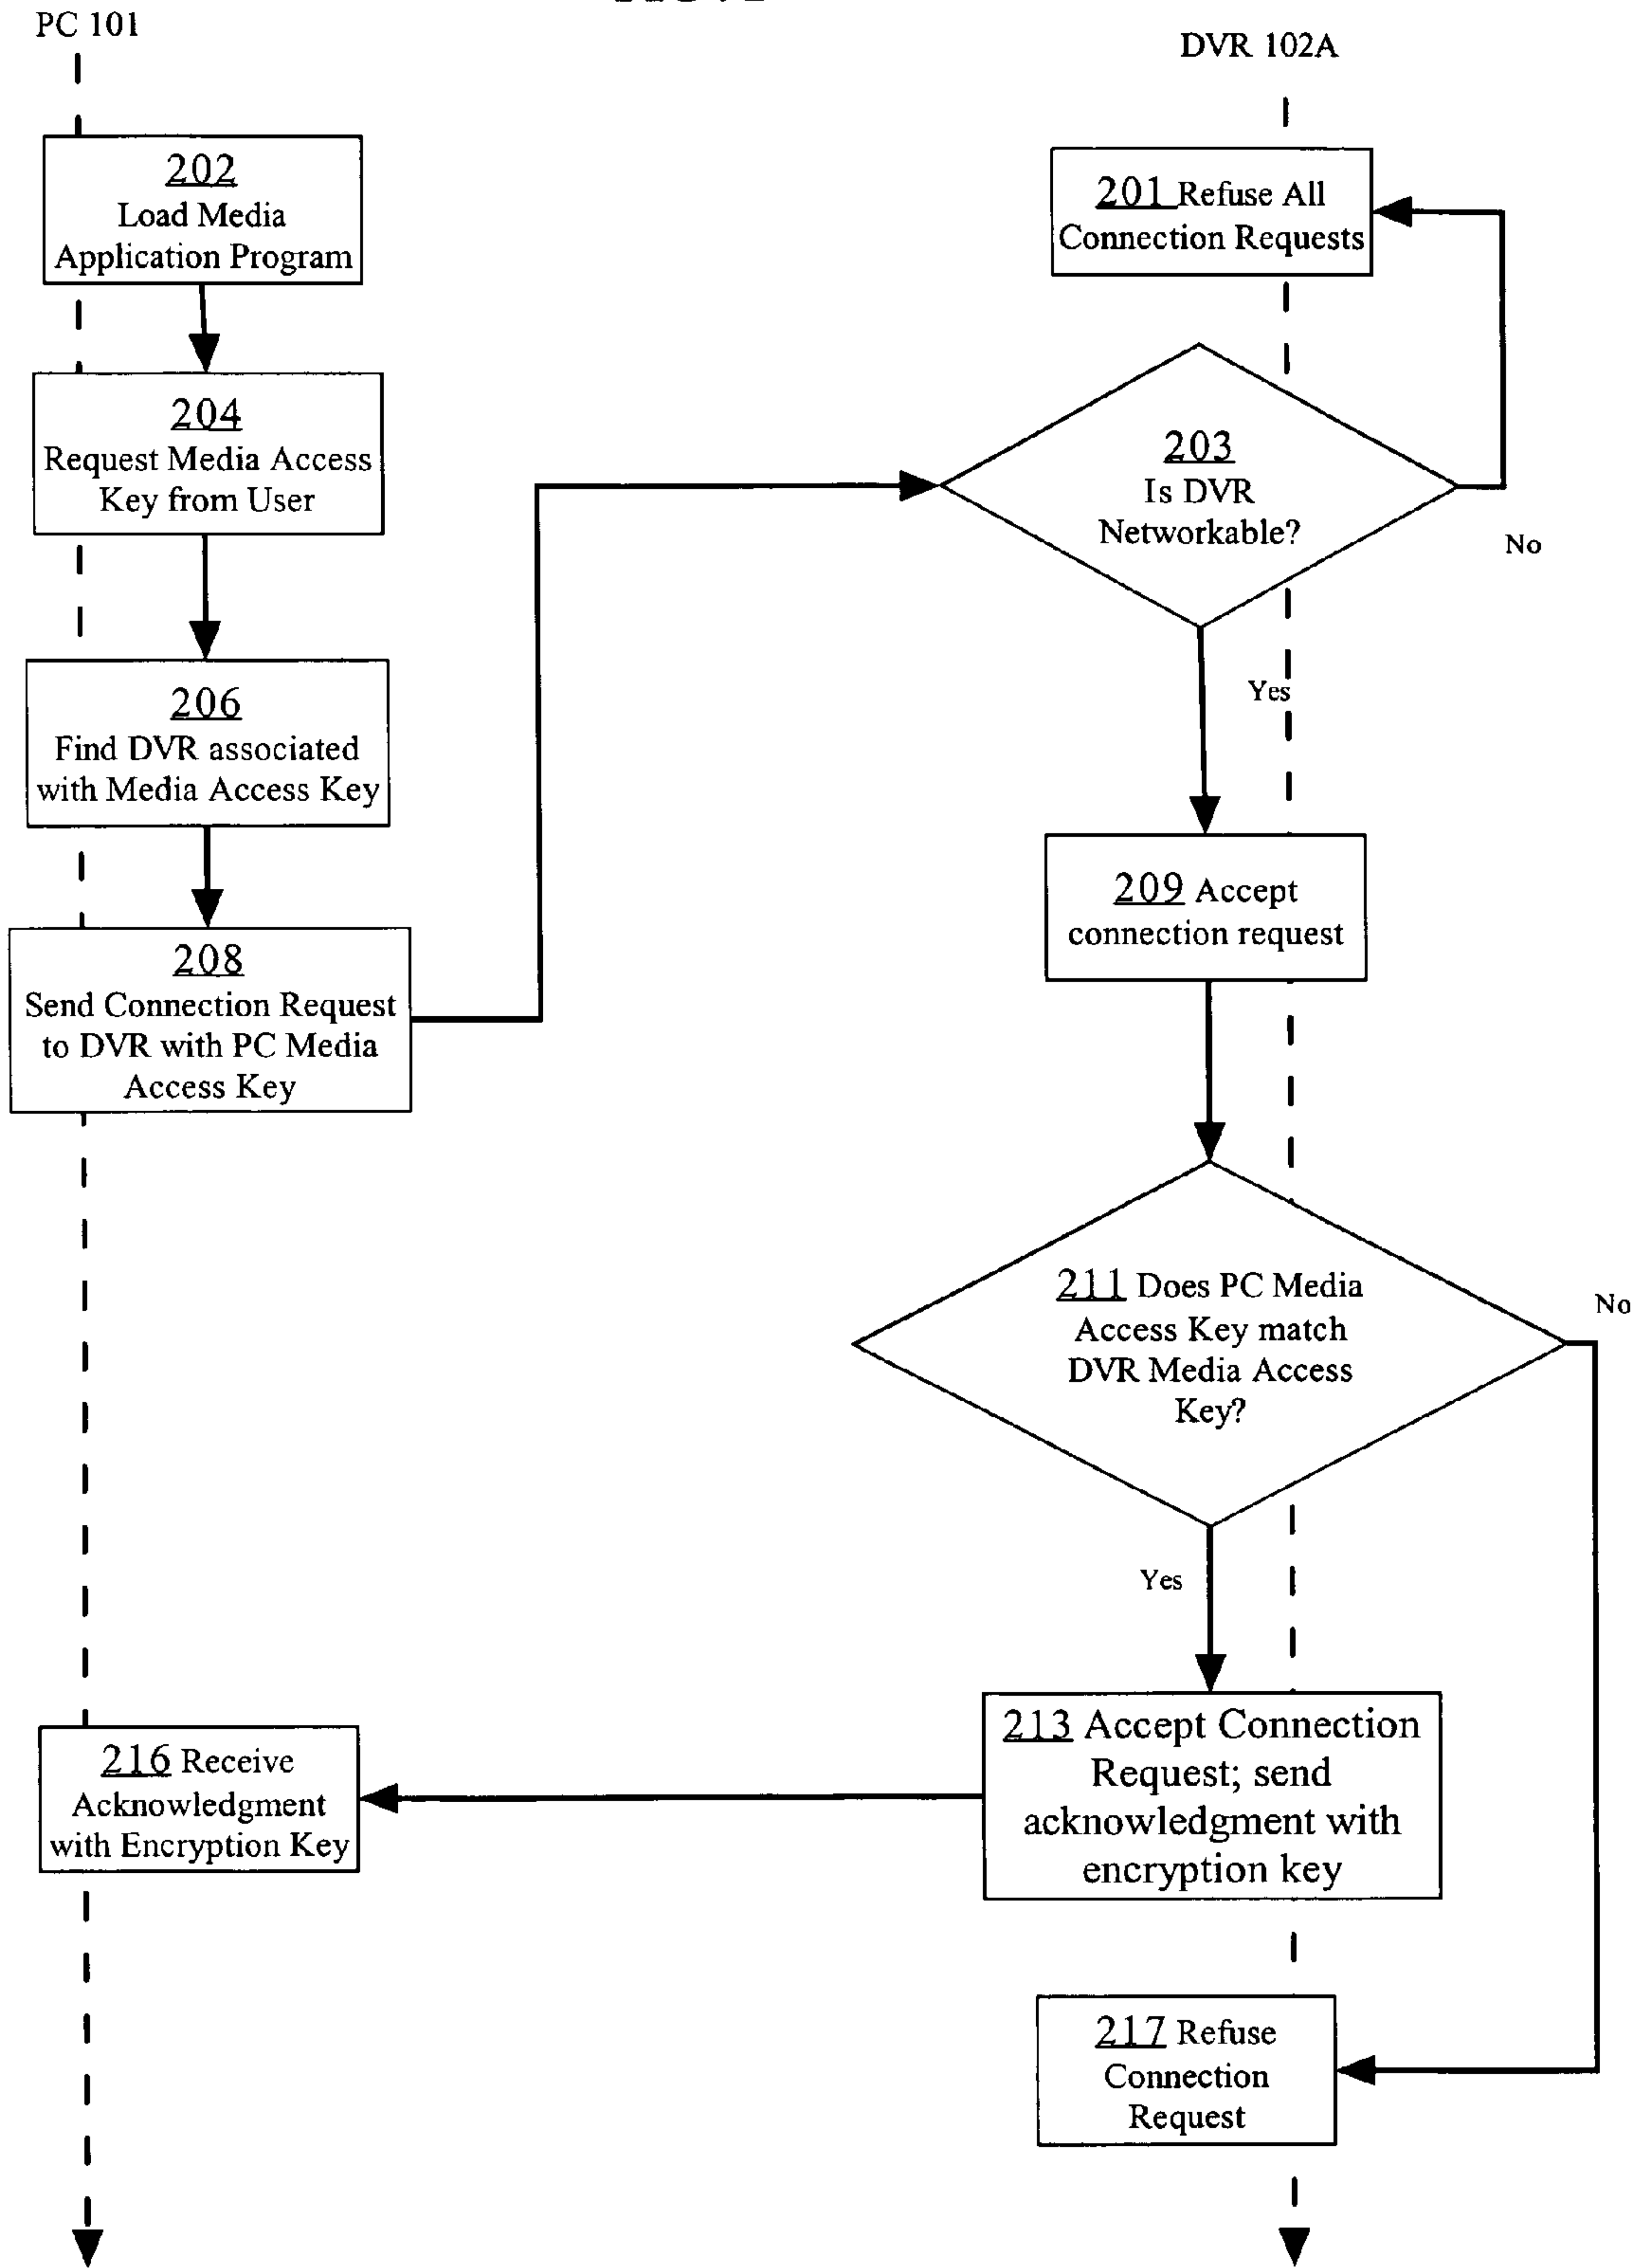 PC 101
DVR 102A
202
Load Media
Application Program
201 Refuse All
Connection Requests
204
Request Media Access
Key from User
203
Is DVR
Networkable?
No
Yes
206
Find DVR associated
with Media Access Key
209 Accept
connection request
208
Send Connection Request
to DVR with PC Media
Access Key
211 Does PC Media
Access Key match
DVR Media Access
Key?
No
Yes
213 Accept Connection
Request; send
acknowledgment with
encryption key
216 Receive
Acknowledgment
with Encryption Key
217 Refuse
Connection
Request